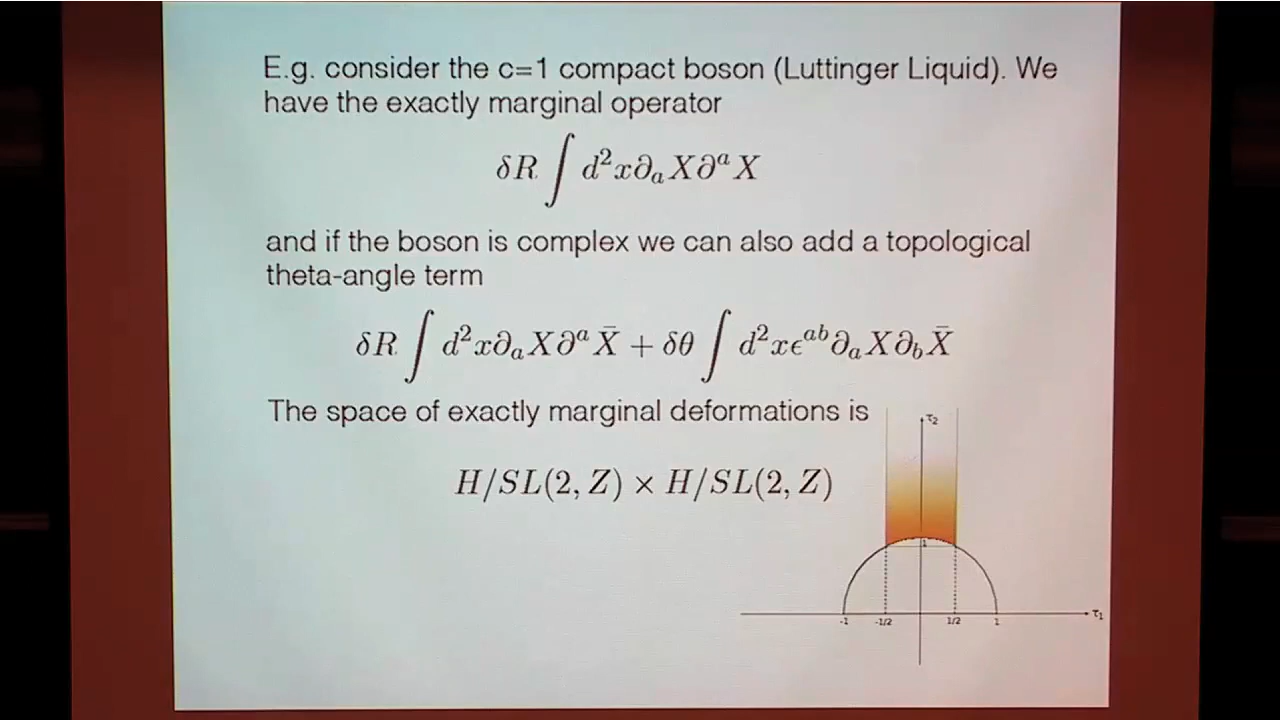 E.g. consider the c=1 compact boson (Luttinger Liquid). We
have the exactly marginal operator
δR ∫ d²x∂ₐX∂ᵃX
and if the boson is complex we can also add a topological
theta-angle term
δR ∫ d²x∂ₐX∂ᵃX̄ + δθ ∫ d²xϵᵃᵇ∂ₐX∂_bX̄
The space of exactly marginal deformations is
H/SL(2, Z) × H/SL(2, Z)
τ₂
1
τ₁
-1
-1/2
1/2
1